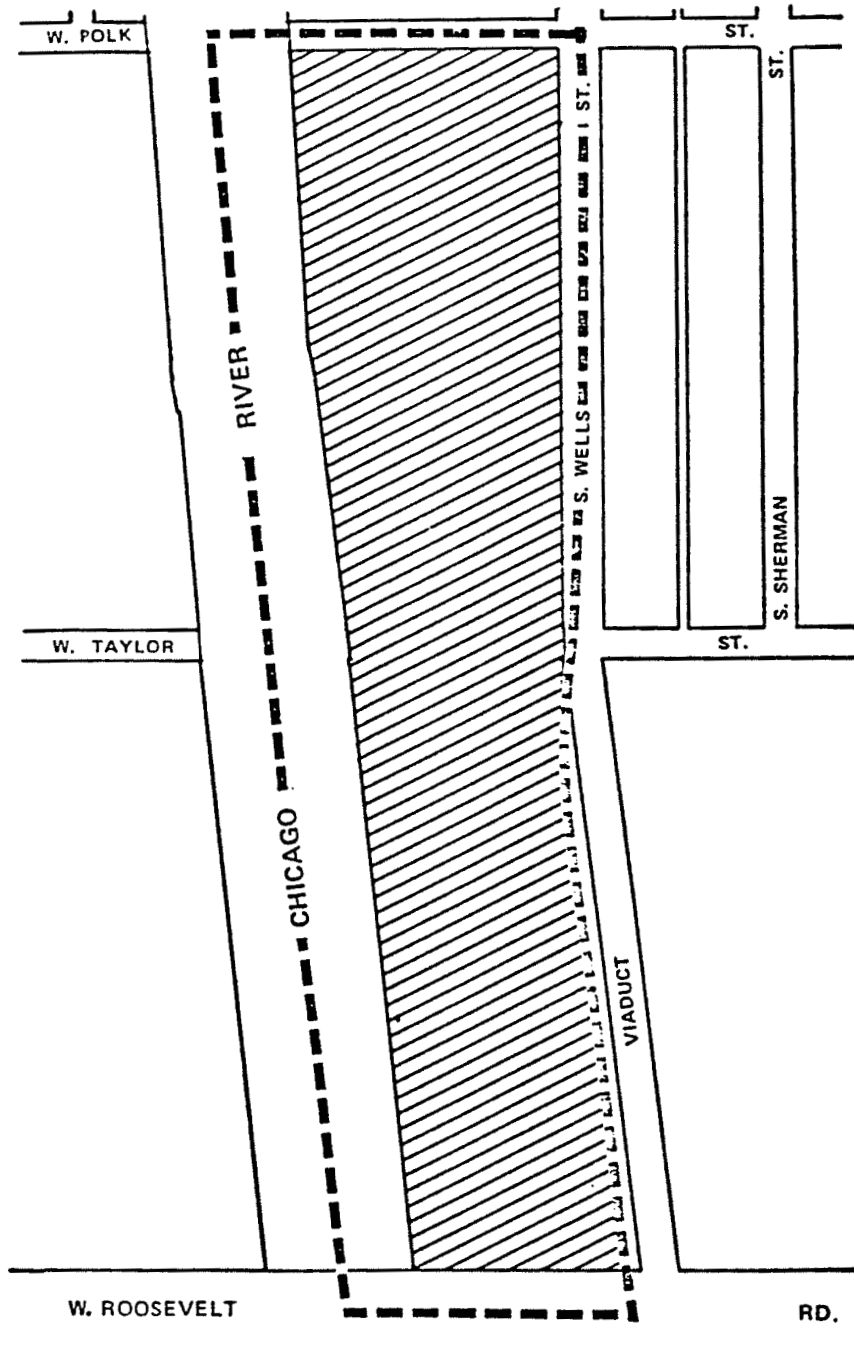 W. POLK ST.
ST.
S. WELLS ST.
RIVER
S. SHERMAN
W. TAYLOR ST.
CHICAGO
VIADUCT
W. ROOSEVELT RD.